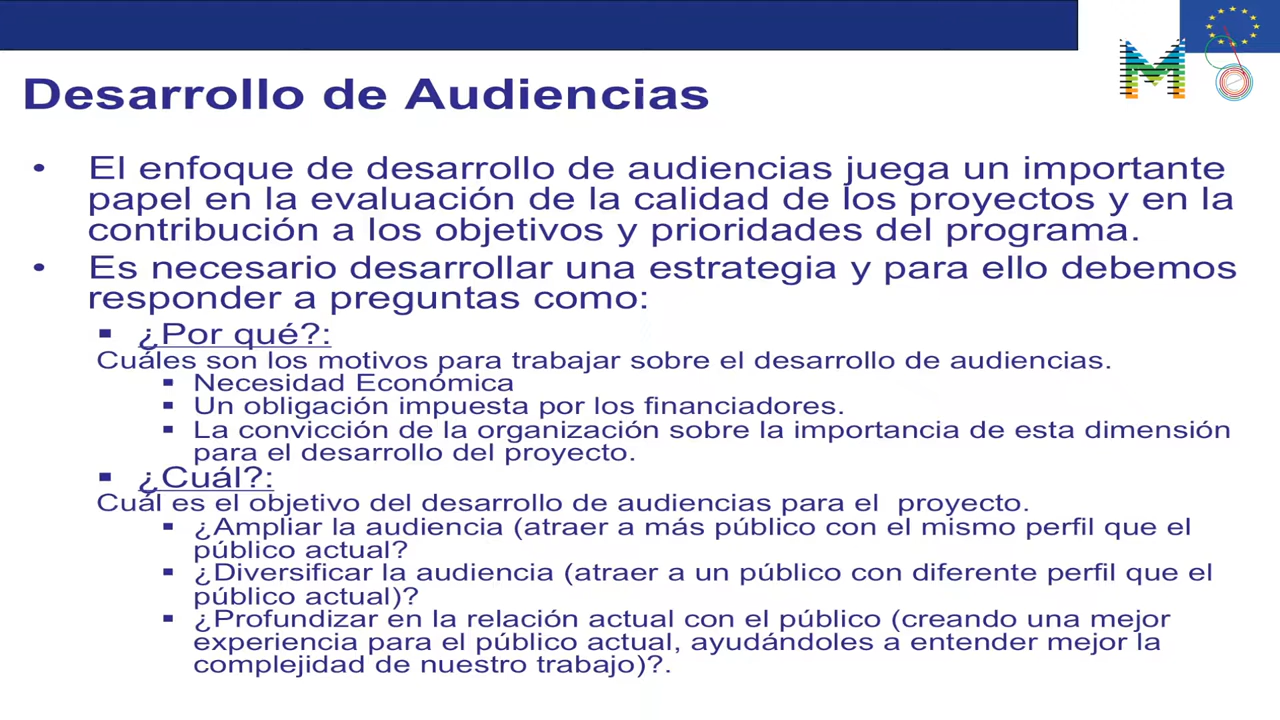 Desarrollo de Audiencias
• El enfoque de desarrollo de audiencias juega un importante
papel en la evaluación de la calidad de los proyectos y en la
contribución a los objetivos y prioridades del programa.
• Es necesario desarrollar una estrategia y para ello debemos
responder a preguntas como:
▪ ¿Por qué?:
Cuáles son los motivos para trabajar sobre el desarrollo de audiencias.
▪ Necesidad Económica
▪ Un obligación impuesta por los financiadores.
▪ La convicción de la organización sobre la importancia de esta dimensión
para el desarrollo del proyecto.
▪ ¿Cuál?:
Cuál es el objetivo del desarrollo de audiencias para el  proyecto.
▪ ¿Ampliar la audiencia (atraer a más público con el mismo perfil que el
público actual?
▪ ¿Diversificar la audiencia (atraer a un público con diferente perfil que el
público actual)?
▪ ¿Profundizar en la relación actual con el público (creando una mejor
experiencia para el público actual, ayudándoles a entender mejor la
complejidad de nuestro trabajo)?.